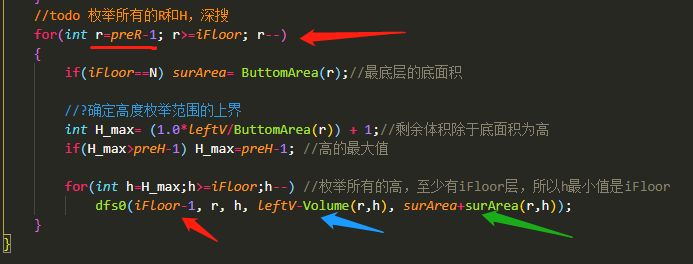 //todo 枚举所有的R和H，深搜
for(int r=preR-1; r>=iFloor; r--)
{
if(iFloor==N) surArea= ButtomArea(r);//最底层的底面积
//?确定高度枚举范围的上界
int H_max= (1.0*leftV/ButtomArea(r)) + 1;//剩余体积除于底面积为高
if(H_max>preH-1) H_max=preH-1; //高的最大值
for(int h=H_max;h>=iFloor;h--) //枚举所有的高，至少有iFloor层，所以h最小值是iFloor
dfs0(iFloor-1, r, h, leftV-Volume(r,h), surArea+surArea(r,h));
}
}